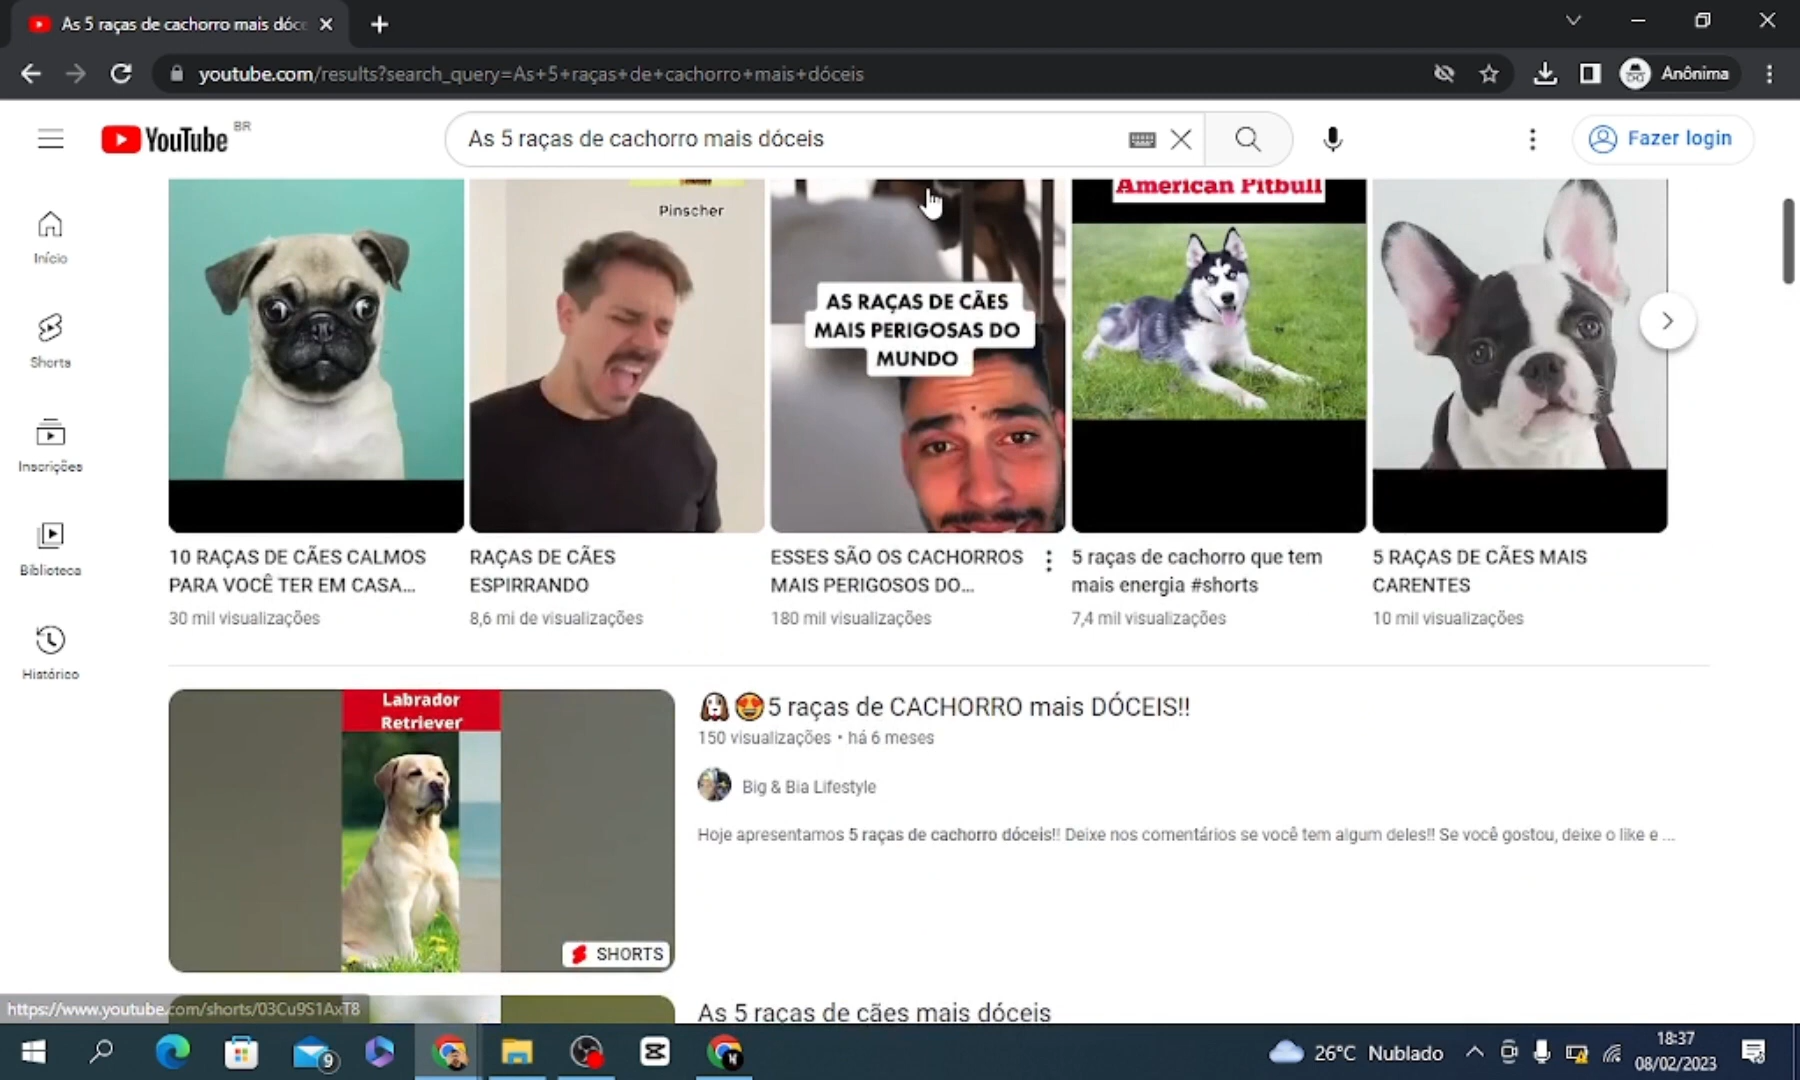 As 5 raças de cachorro mais dóce
youtube.com/results?search_query=As+5+raças+de+cachorro+mais+dóceis
Anônima
YouTube BR
As 5 raças de cachorro mais dóceis
Fazer login
Início
Shorts
Inscrições
Biblioteca
Histórico
Pinscher
AS RAÇAS DE CÃES
MAIS PERIGOSAS DO
MUNDO
American Pitbull
10 RAÇAS DE CÃES CALMOS
PARA VOCÊ TER EM CASA...
30 mil visualizações
RAÇAS DE CÃES
ESPIRRANDO
8,6 mi de visualizações
ESSES SÃO OS CACHORROS
MAIS PERIGOSOS DO...
180 mil visualizações
5 raças de cachorro que tem
mais energia #shorts
7,4 mil visualizações
5 RAÇAS DE CÃES MAIS
CARENTES
10 mil visualizações
Labrador
Retriever
SHORTS
5 raças de CACHORRO mais DÓCEIS!!
150 visualizações • há 6 meses
Big & Bia Lifestyle
Hoje apresentamos 5 raças de cachorro dóceis!! Deixe nos comentários se você tem algum deles!! Se você gostou, deixe o like e ...
As 5 raças de cães mais dóceis
https://www.youtube.com/shorts/03Cu9S1AxT8
9
26°C Nublado
18:37
08/02/2023